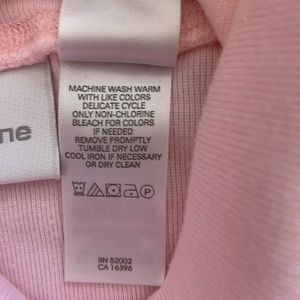 MACHINE WASH WARM
WITH LIKE COLORS
DELICATE CYCLE
ONLY NON-CHLORINE
BLEACH FOR COLORS
IF NEEDED
REMOVE PROMPTLY
TUMBLE DRY LOW
COOL IRON IF NECESSARY
OR DRY CLEAN
ne
P
RN 52002
CA 16396